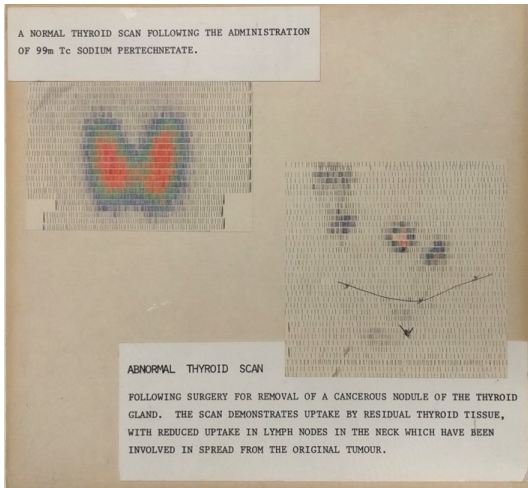 A NORMAL THYROID SCAN FOLLOWING THE ADMINISTRATION
OF 99m Tc SODIUM PERTECHNETATE.
ABNORMAL THYROID SCAN
FOLLOWING SURGERY FOR REMOVAL OF A CANCEROUS NODULE OF THE THYROID
GLAND. THE SCAN DEMONSTRATES UPTAKE BY RESIDUAL THYROID TISSUE,
WITH REDUCED UPTAKE IN LYMPH NODES IN THE NECK WHICH HAVE BEEN
INVOLVED IN SPREAD FROM THE ORIGINAL TUMOUR.